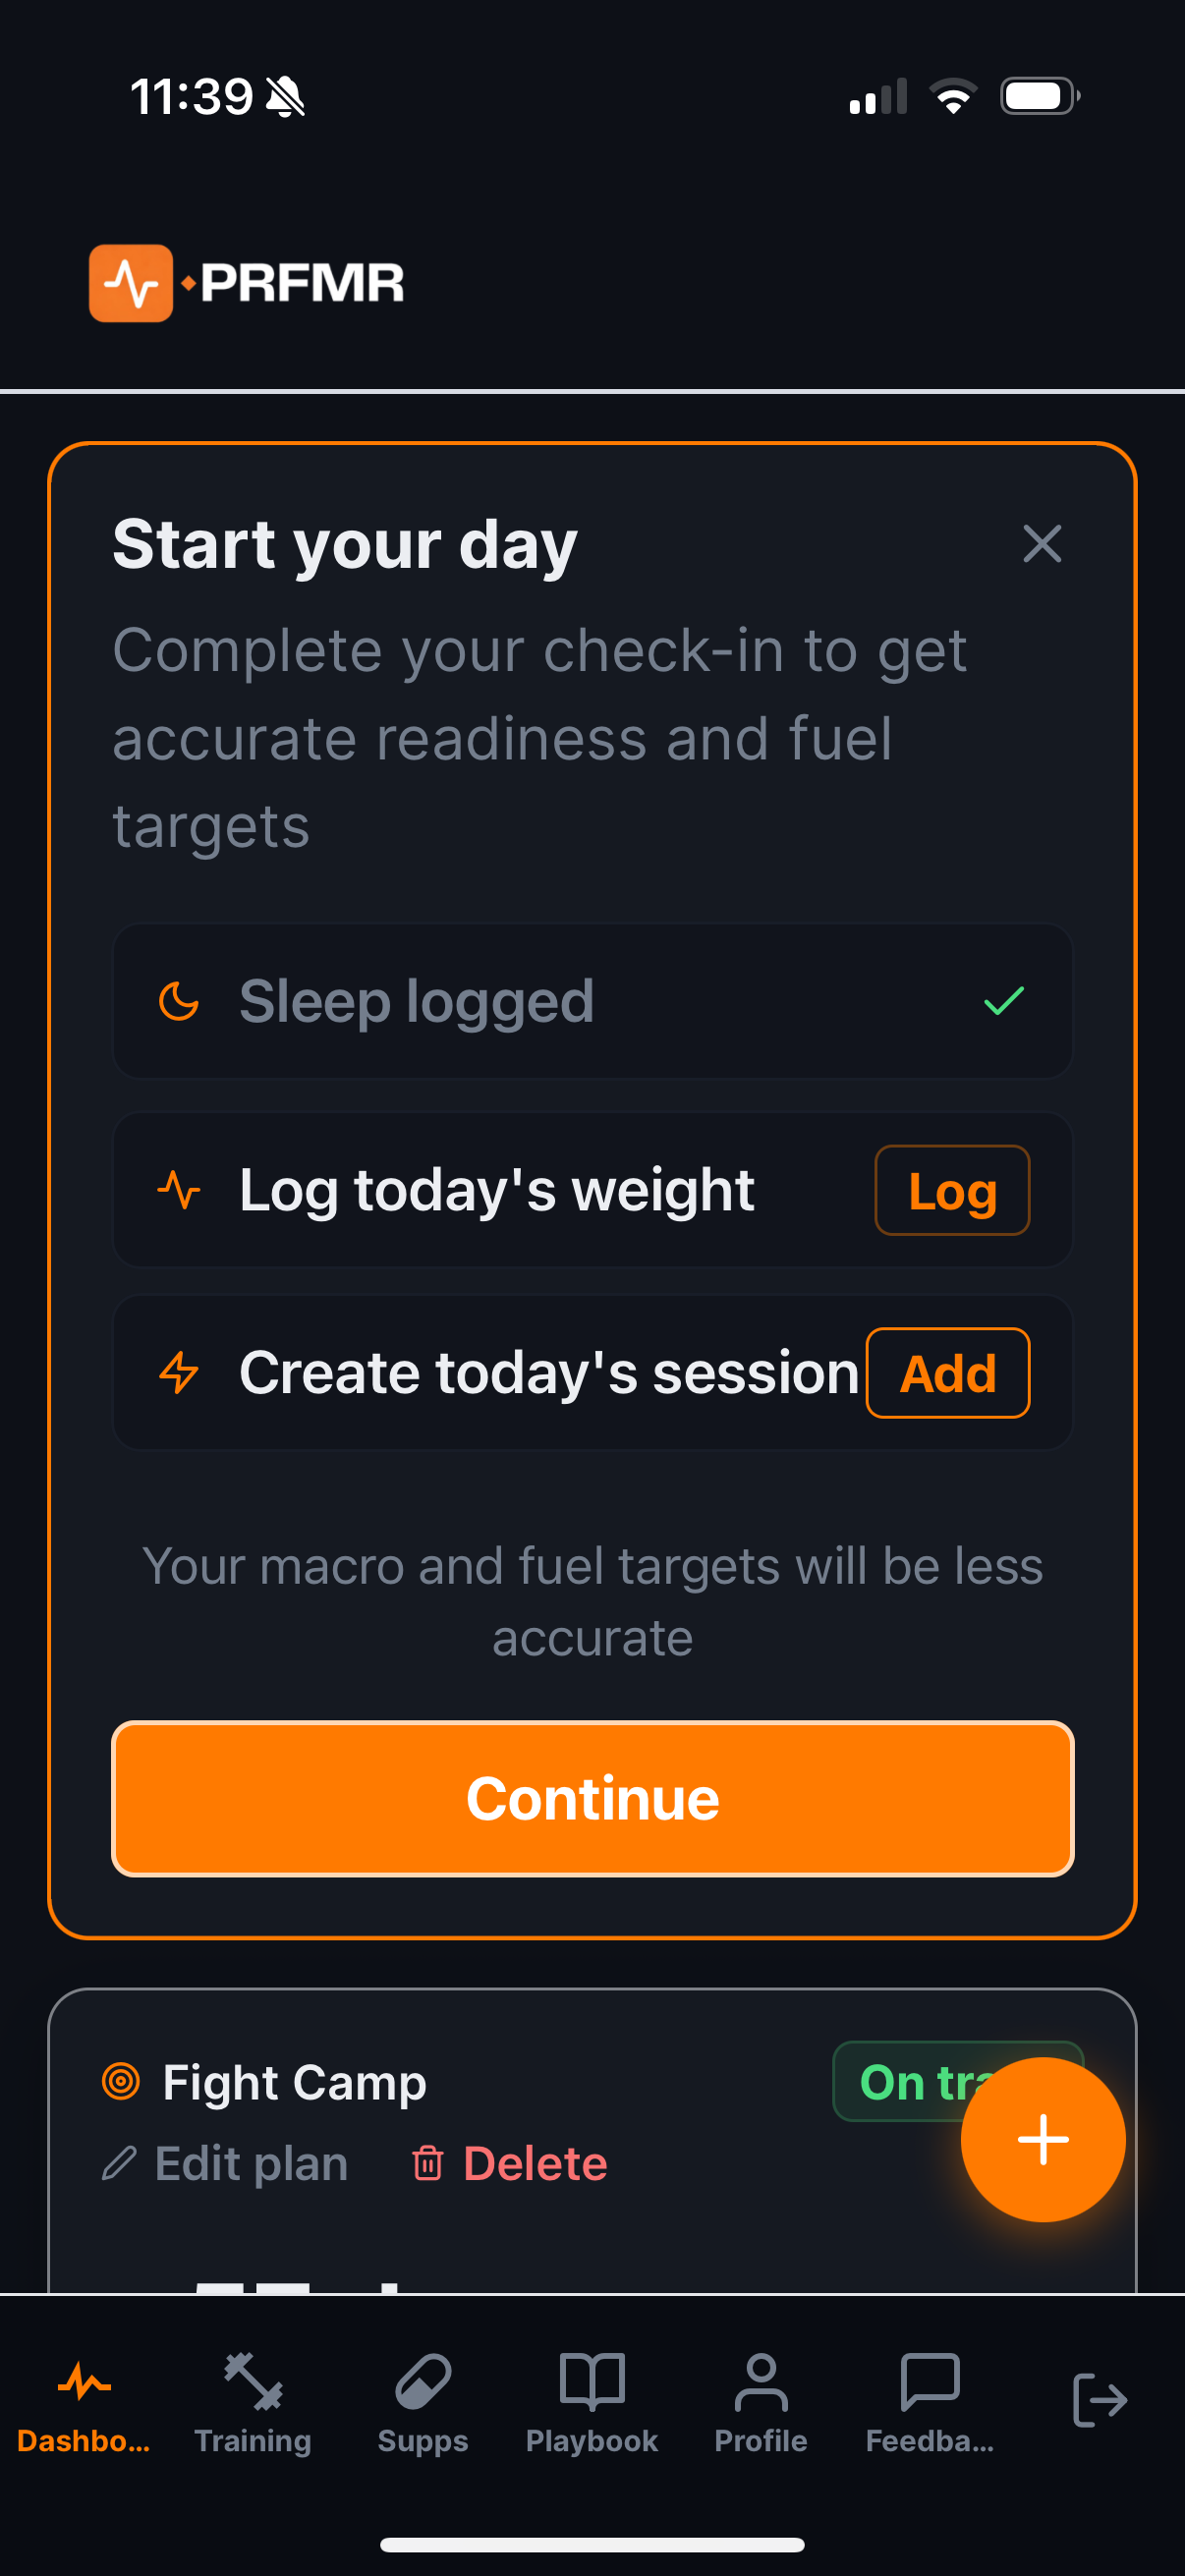 11:39
PRFMR
Start your day
Complete your check-in to get
accurate readiness and fuel
targets
Sleep logged
Log today's weight
Log
Create today's session
Add
Your macro and fuel targets will be less
accurate
Continue
Fight Camp
On tra
Edit plan
Delete
Dashbo...
Training
Supps
Playbook
Profile
Feedba...